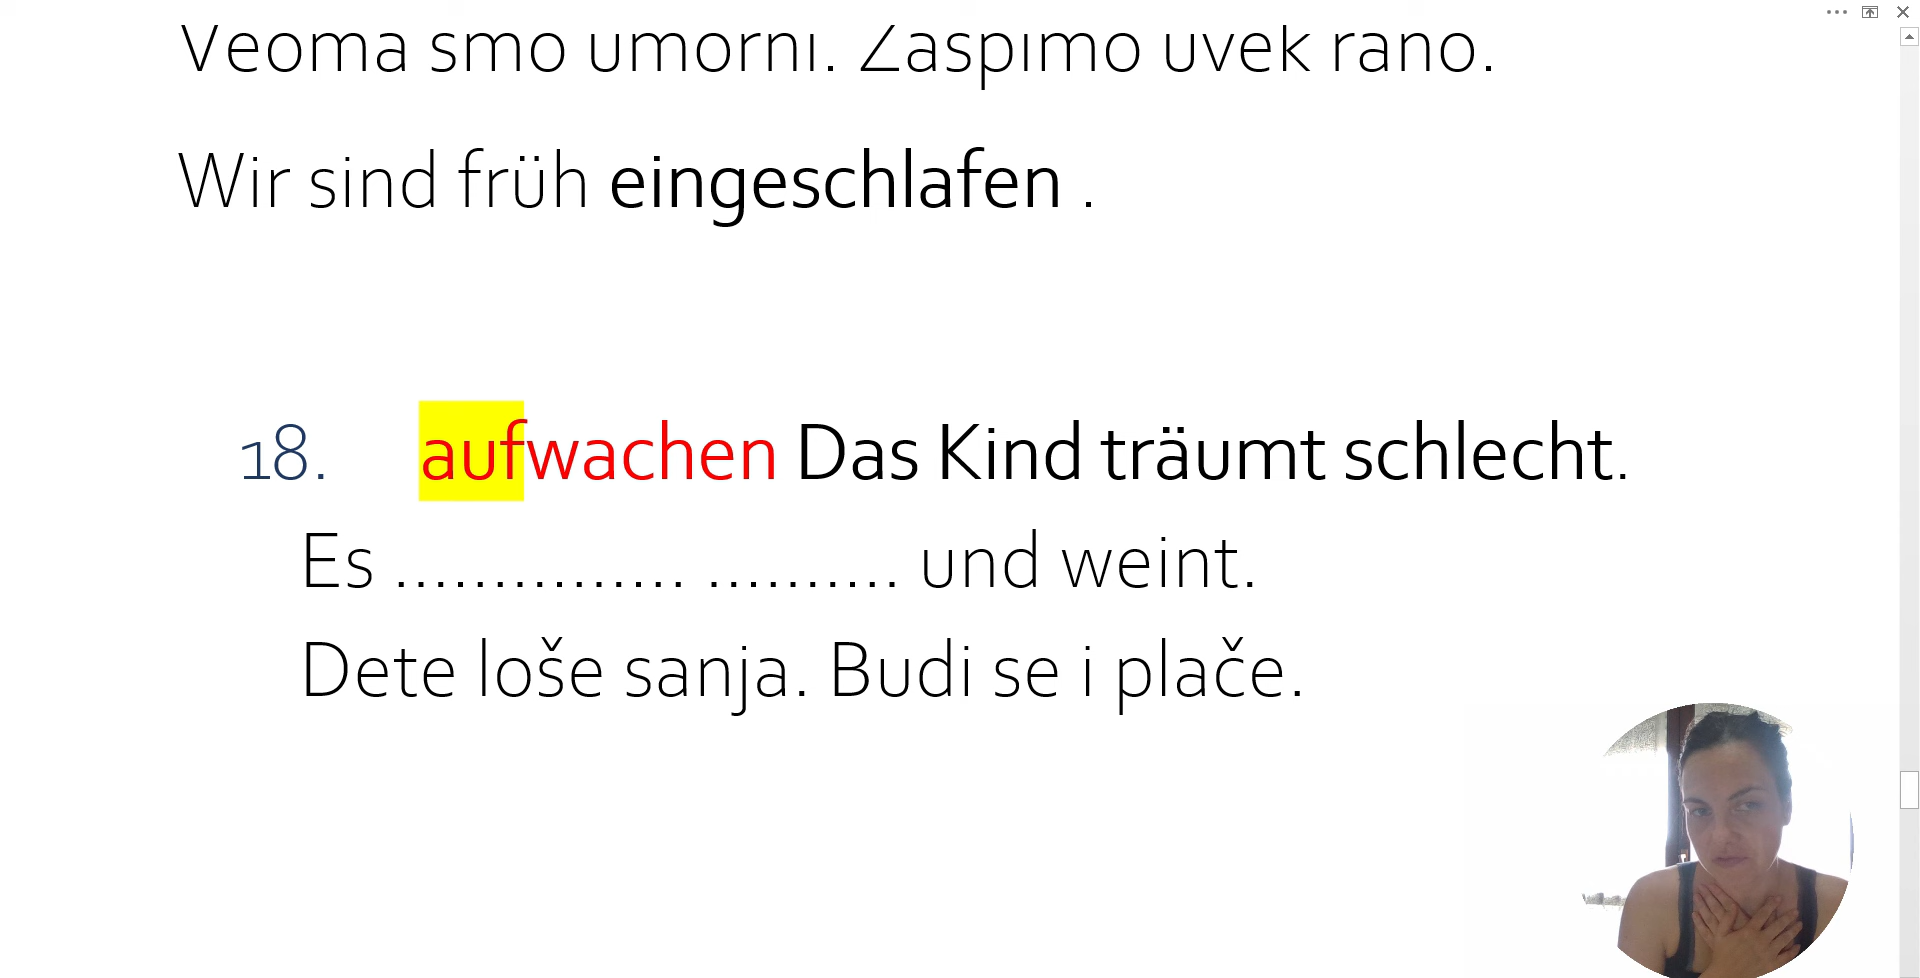 Veoma smo umorni. Zaspimo uvek rano.
Wir sind früh eingeschlafen .
18. aufwachen Das Kind träumt schlecht.
Es ............... .......... und weint.
Dete loše sanja. Budi se i plače.